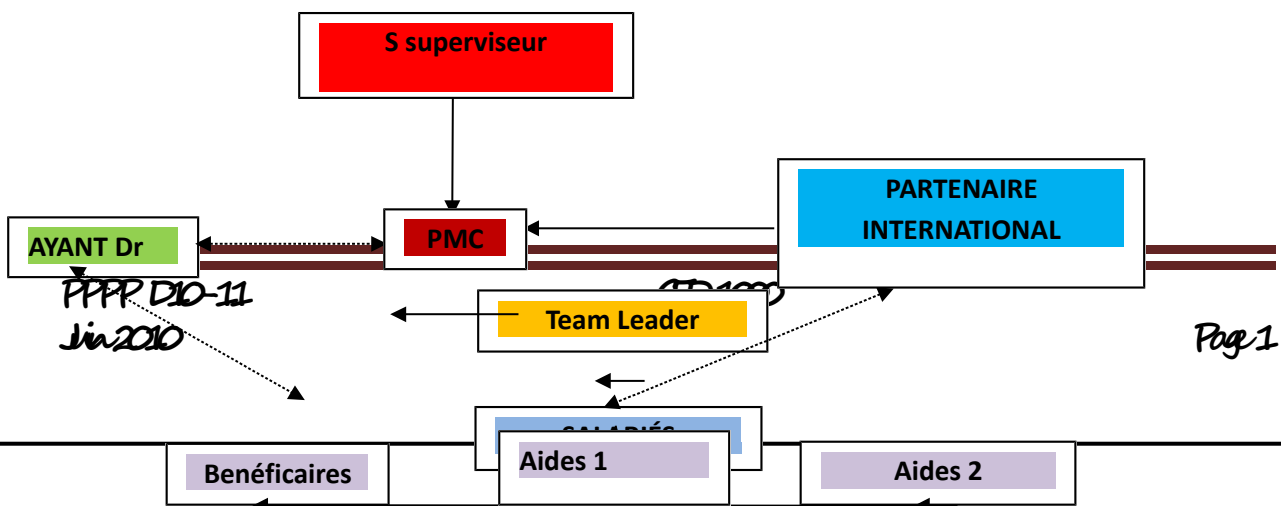 S superviseur
PARTENAIRE
INTERNATIONAL
AYANT Dr
PMC
PPPP D10-11
Juin 2010
Team Leader
Page 1
SALARIÉS
Aides 1
Benéficaires
Aides 2